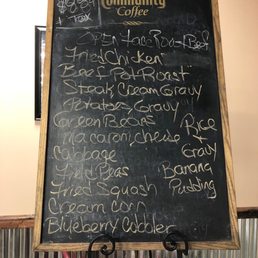 Community
Coffee
+ Tax
Open face Roast Beef
Fried Chicken
Beef Pot Roast
Steak Cream Gravy
Potatoes, Gravy
Green Beans
Rice
Macaroni, cheese
Gravy
Cabbage
Field Peas
Banana
Fried Squash
Pudding
Cream corn
Blueberry Cobbler